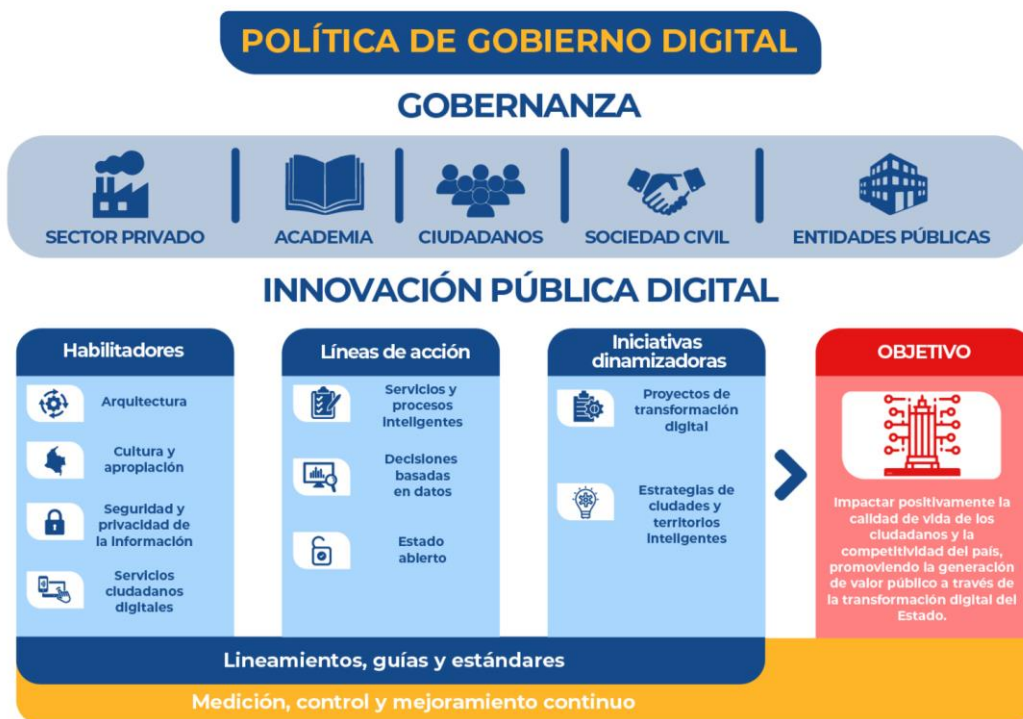 POLÍTICA DE GOBIERNO DIGITAL
GOBERNANZA
SECTOR PRIVADO
ACADEMIA
CIUDADANOS
SOCIEDAD CIVIL
ENTIDADES PÚBLICAS
INNOVACIÓN PÚBLICA DIGITAL
Habilitadores
Arquitectura
Cultura y
apropiación
Seguridad y
privacidad de
la Información
Servicios
ciudadanos
digitales
Líneas de acción
Servicios y
procesos
Inteligentes
Decisiones
basadas
en datos
Estado
abierto
Iniciativas
dinamizadoras
Proyectos de
transformación
digital
Estrategias de
ciudades y
territorios
Inteligentes
OBJETIVO
Impactar positivamente la
calidad de vida de los
ciudadanos y la
competitividad del país,
promoviendo la generación
de valor público a través de
la transformación digital del
Estado.
Lineamientos, guías y estándares
Medición, control y mejoramiento continuo